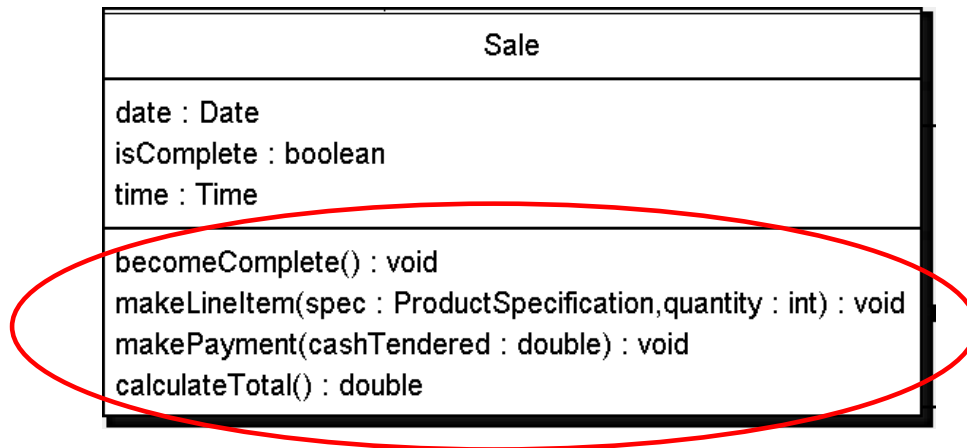 Sale
date : Date
isComplete : boolean
time : Time
becomeComplete() : void
makeLineItem(spec : ProductSpecification,quantity : int) : void
makePayment(cashTendered : double) : void
calculateTotal() : double